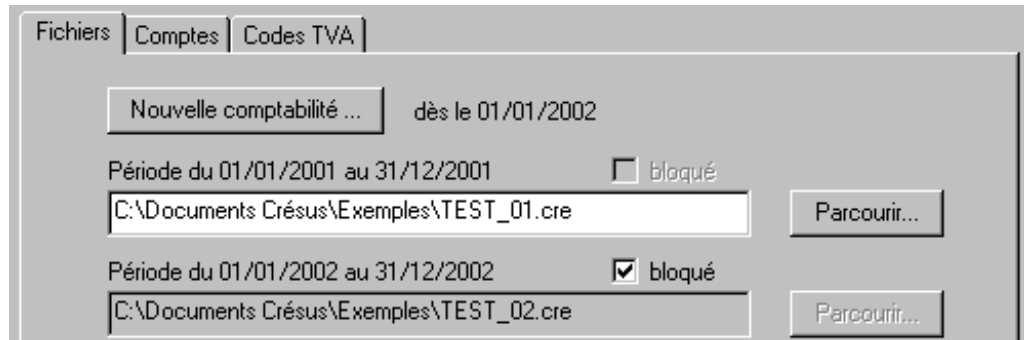 Fichiers Comptes Codes TVA
Nouvelle comptabilité ... dès le 01/01/2002
Période du 01/01/2001 au 31/12/2001 bloqué
C:\Documents Crésus\Exemples\TEST_01.cre Parcourir...
Période du 01/01/2002 au 31/12/2002 bloqué
C:\Documents Crésus\Exemples\TEST_02.cre Parcourir...